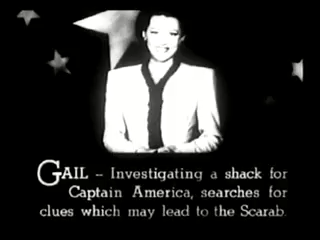 GAIL -- Investigating a shack for
Captain America, searches for
clues which may lead to the Scarab.